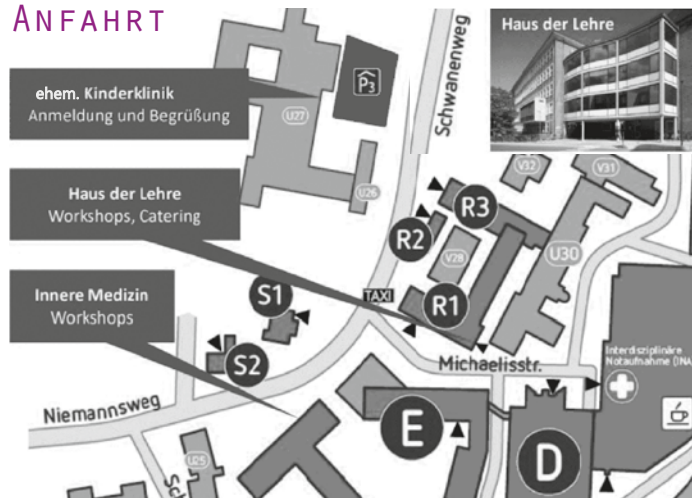 ANFAHRT
Haus der Lehre
ehem. Kinderklinik
Anmeldung und Begrüßung
P3
U27
Schwanenweg
U26
V32
V31
Haus der Lehre
Workshops, Catering
R3
R2
V28
U30
Innere Medizin
Workshops
S1
TAXI
R1
S2
Michaelisstr.
Interdisziplinäre
Notaufnahme (INA
Niemannsweg
E
D
U25